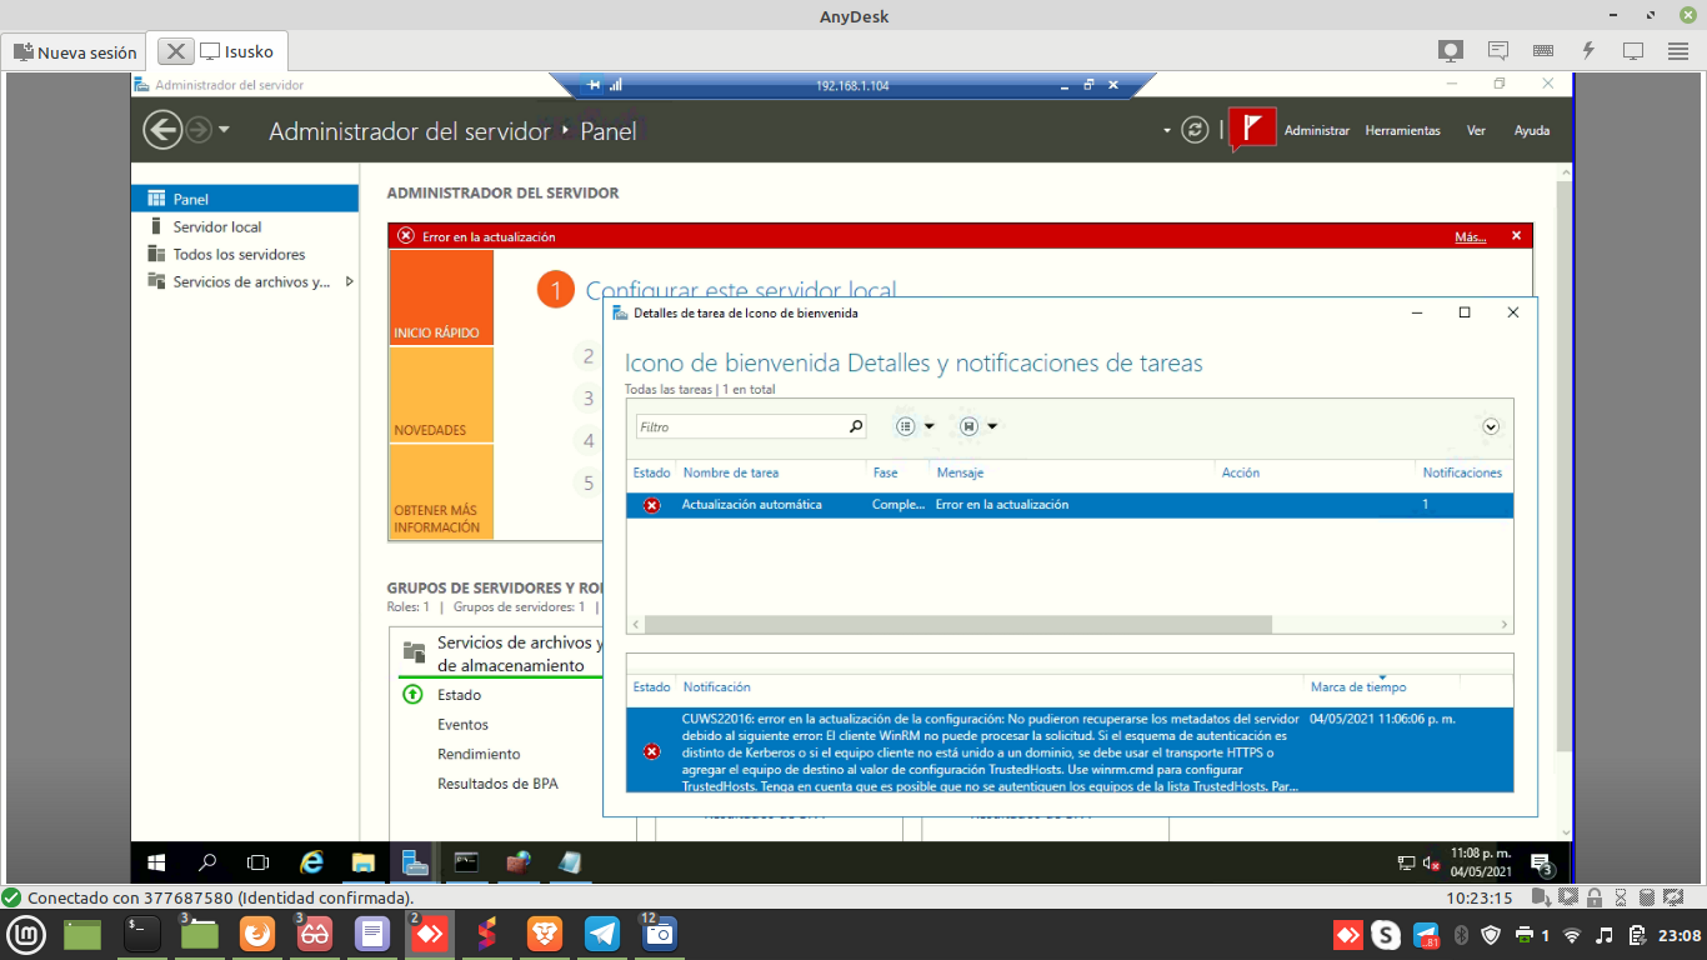 AnyDesk
Nueva sesión
Isusko
Administrador del servidor
192.168.1.104
Administrador del servidor ‣ Panel
Administrar
Herramientas
Ver
Ayuda
Panel
Servidor local
Todos los servidores
Servicios de archivos y...
ADMINISTRADOR DEL SERVIDOR
Error en la actualización
Más...
INICIO RÁPIDO
NOVEDADES
OBTENER MÁS
INFORMACIÓN
1 Configurar este servidor local
2
3
4
5
Detalles de tarea de Icono de bienvenida
Icono de bienvenida Detalles y notificaciones de tareas
Todas las tareas | 1 en total
Filtro
Estado Nombre de tarea Fase Mensaje Acción Notificaciones
Actualización automática Comple... Error en la actualización 1
Estado Notificación Marca de tiempo
CUWS22016: error en la actualización de la configuración: No pudieron recuperarse los metadatos del servidor 04/05/2021 11:06:06 p. m.
debido al siguiente error: El cliente WinRM no puede procesar la solicitud. Si el esquema de autenticación es
distinto de Kerberos o si el equipo cliente no está unido a un dominio, se debe usar el transporte HTTPS o
agregar el equipo de destino al valor de configuración TrustedHosts. Use winrm.cmd para configurar
TrustedHosts. Tenga en cuenta que es posible que no se autentiquen los equipos de la lista TrustedHosts. Par...
GRUPOS DE SERVIDORES Y ROL
Roles: 1 | Grupos de servidores: 1 |
Servicios de archivos y
de almacenamiento
Estado
Eventos
Rendimiento
Resultados de BPA
11:08 p. m.
04/05/2021
3
Conectado con 377687580 (Identidad confirmada).
10:23:15
3
3
2
12
81
1
23:08